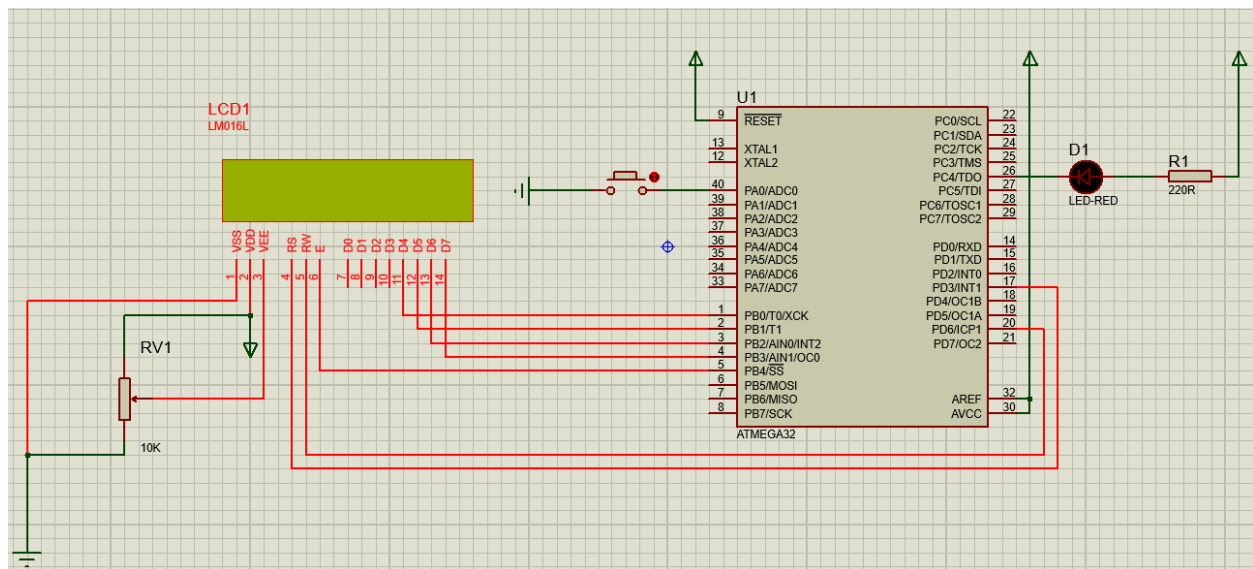 LCD1
LM016L
VSS
VDD
VEE
RS
RW
E
D0
D1
D2
D3
D4
D5
D6
D7
1
2
3
4
5
6
7
8
9
10
11
12
13
14
RV1
10K
U1
9 RESET
13 XTAL1
12 XTAL2
40 PA0/ADC0
39 PA1/ADC1
38 PA2/ADC2
37 PA3/ADC3
36 PA4/ADC4
35 PA5/ADC5
34 PA6/ADC6
33 PA7/ADC7
1 PB0/T0/XCK
2 PB1/T1
3 PB2/AIN0/INT2
4 PB3/AIN1/OC0
5 PB4/SS
6 PB5/MOSI
7 PB6/MISO
8 PB7/SCK
PC0/SCL 22
PC1/SDA 23
PC2/TCK 24
PC3/TMS 25
PC4/TDO 26
PC5/TDI 27
PC6/TOSC1 28
PC7/TOSC2 29
PD0/RXD 14
PD1/TXD 15
PD2/INT0 16
PD3/INT1 17
PD4/OC1B 18
PD5/OC1A 19
PD6/ICP1 20
PD7/OC2 21
AREF 32
AVCC 30
ATMEGA32
D1
LED-RED
R1
220R